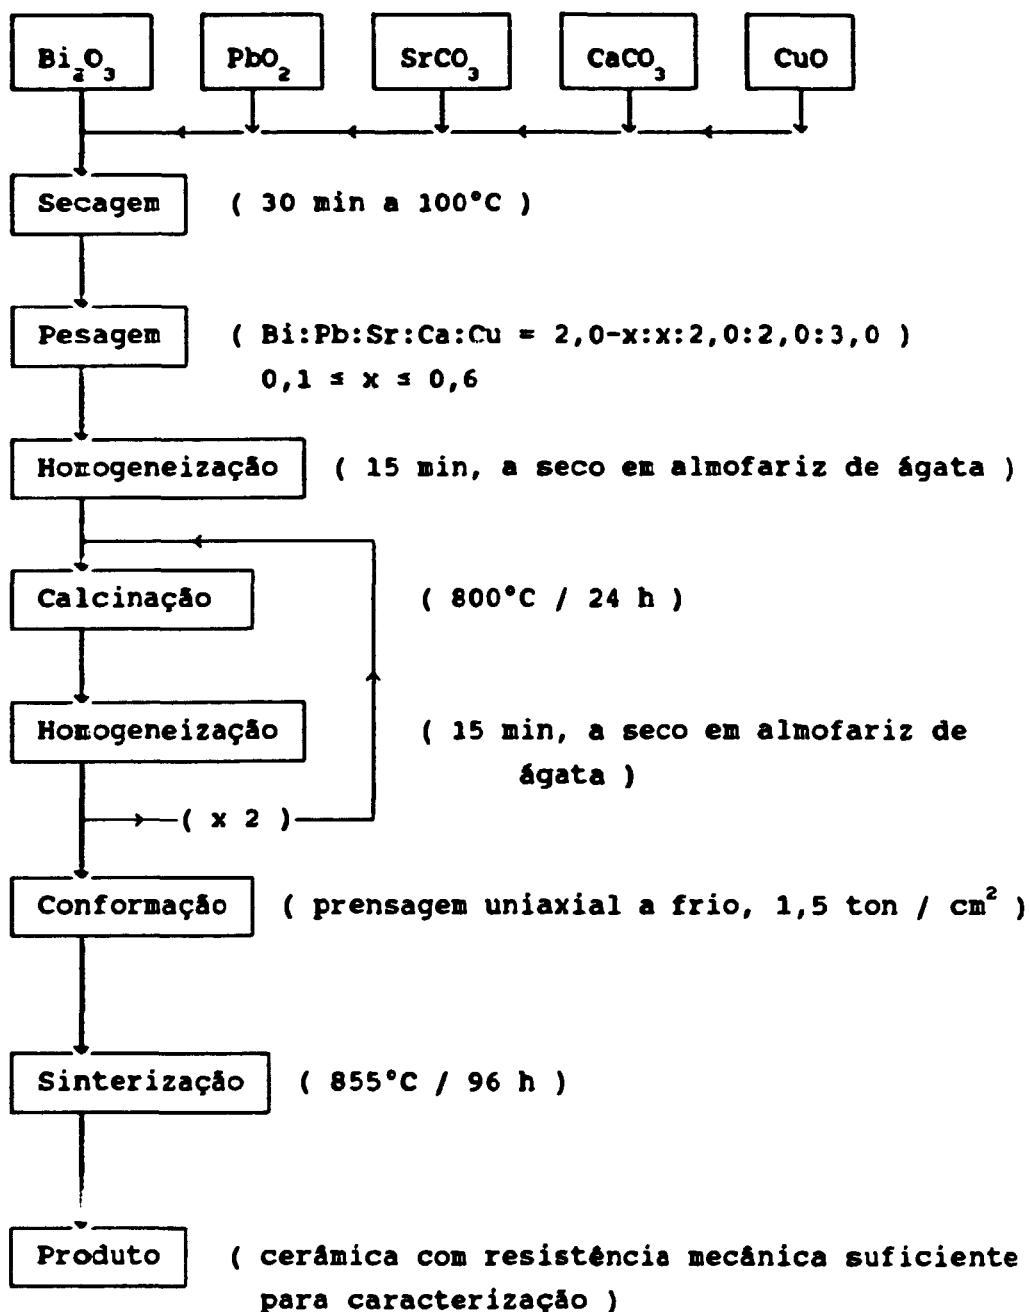 Bi₂O₃ PbO₂ SrCO₃ CaCO₃ CuO
Secagem ( 30 min a 100°C )
Pesagem ( Bi:Pb:Sr:Ca:Cu = 2,0-x:x:2,0:2,0:3,0 )
0,1 ≤ x ≤ 0,6
Homogeneização ( 15 min, a seco em almofariz de ágata )
Calcinação ( 800°C / 24 h )
Homogeneização ( 15 min, a seco em almofariz de
ágata )
( x 2 )
Conformação ( prensagem uniaxial a frio, 1,5 ton / cm² )
Sinterização ( 855°C / 96 h )
Produto ( cerâmica com resistência mecânica suficiente
para caracterização )